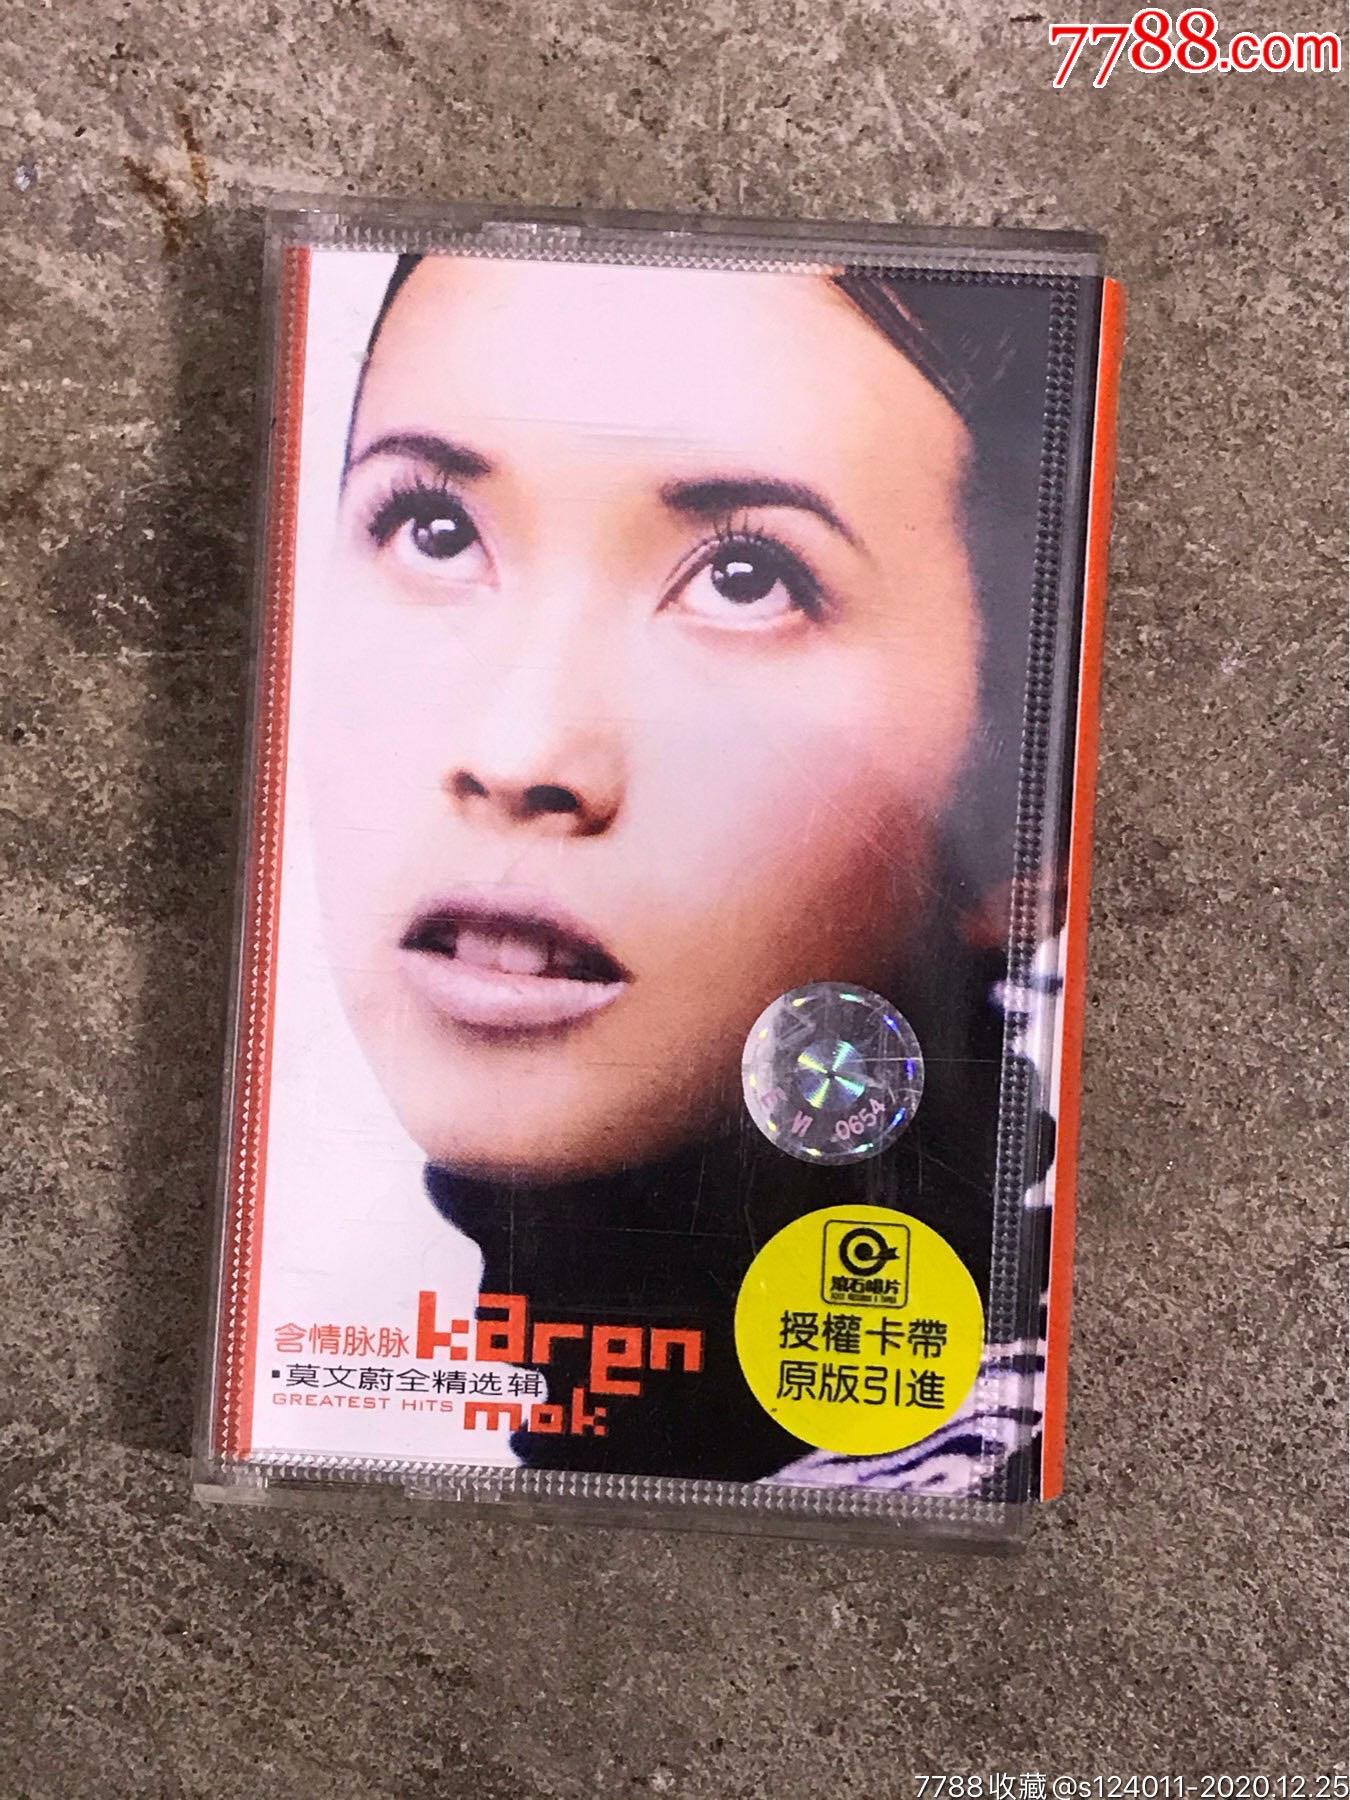 7788.com
0654
滾石唱片
授權卡帶
原版引進
含情脉脉 karen
·莫文蔚全精选辑
GREATEST HITS mok
7788收藏@s124011-2020.12.25